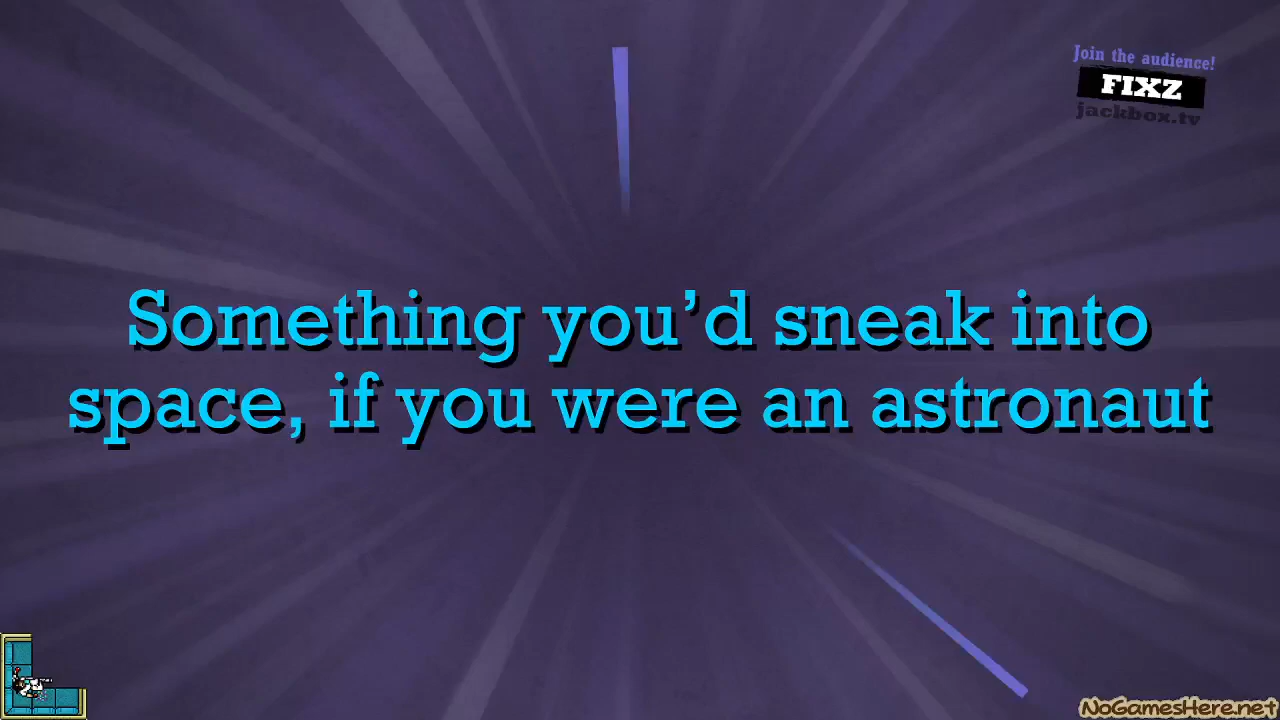 Join the audience!
FIXZ
jackbox.tv
Something you’d sneak into
space, if you were an astronaut
NoGamesHere.net